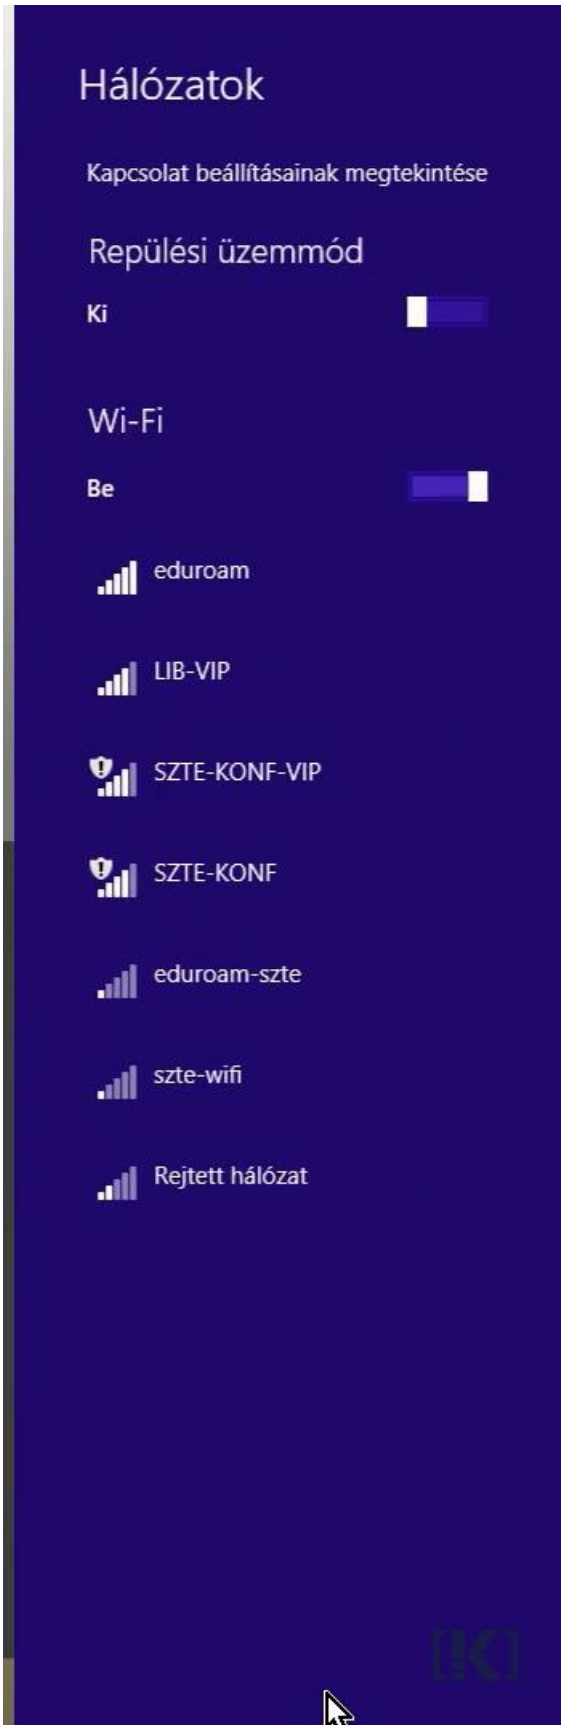 Hálózatok
Kapcsolat beállításainak megtekintése
Repülési üzemmód
Ki
Wi-Fi
Be
eduroam
LIB-VIP
SZTE-KONF-VIP
SZTE-KONF
eduroam-szte
szte-wifi
Rejtett hálózat
[K]